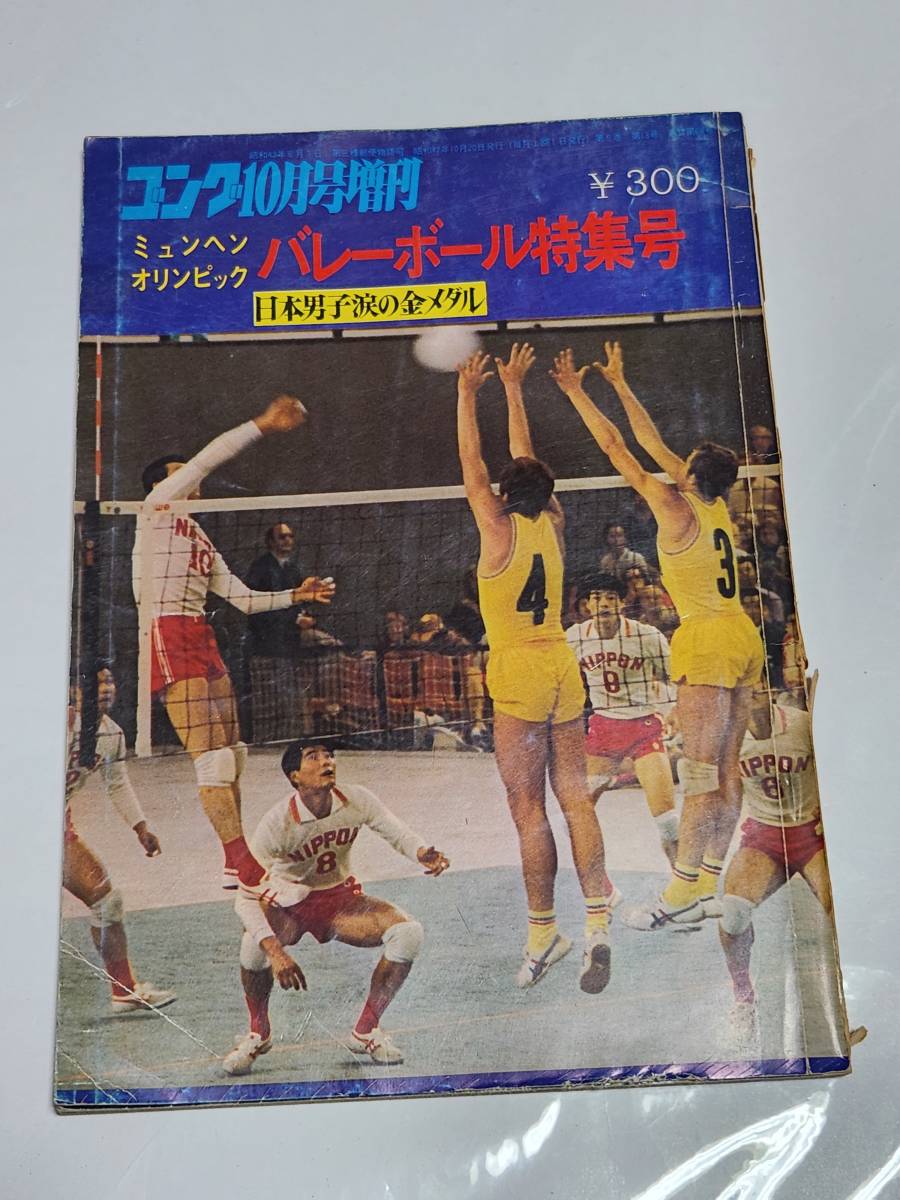 ゴング10月号増刊
¥300
ミュンヘン
オリンピック
バレーボール特集号
日本男子涙の金メダル
4
3
NIPPON
8
NIPPON
8